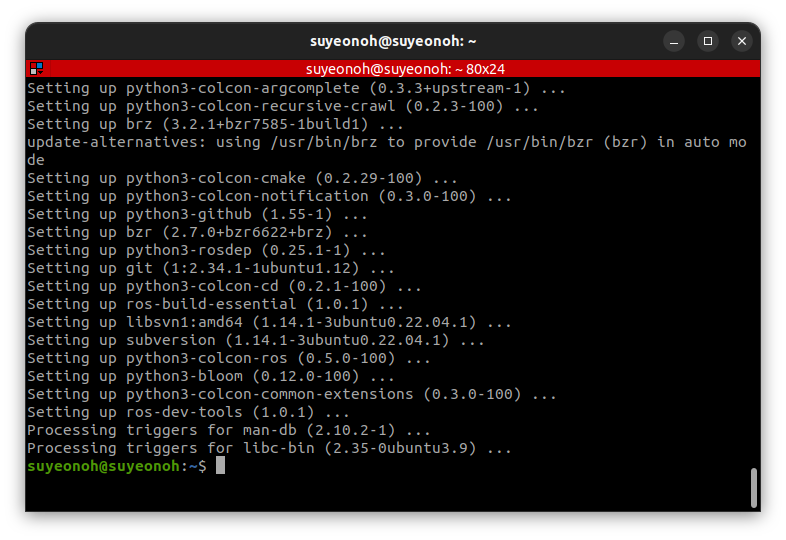 suyeonoh@suyeonoh: ~
suyeonoh@suyeonoh: ~ 80x24
Setting up python3-colcon-argcomplete (0.3.3+upstream-1) ...
Setting up python3-colcon-recursive-crawl (0.2.3-100) ...
Setting up brz (3.2.1+bzr7585-1build1) ...
update-alternatives: using /usr/bin/brz to provide /usr/bin/bzr (bzr) in auto mo
de
Setting up python3-colcon-cmake (0.2.29-100) ...
Setting up python3-colcon-notification (0.3.0-100) ...
Setting up python3-github (1.55-1) ...
Setting up bzr (2.7.0+bzr6622+brz) ...
Setting up python3-rosdep (0.25.1-1) ...
Setting up git (1:2.34.1-1ubuntu1.12) ...
Setting up python3-colcon-cd (0.2.1-100) ...
Setting up ros-build-essential (1.0.1) ...
Setting up libsvn1:amd64 (1.14.1-3ubuntu0.22.04.1) ...
Setting up subversion (1.14.1-3ubuntu0.22.04.1) ...
Setting up python3-colcon-ros (0.5.0-100) ...
Setting up python3-bloom (0.12.0-100) ...
Setting up python3-colcon-common-extensions (0.3.0-100) ...
Setting up ros-dev-tools (1.0.1) ...
Processing triggers for man-db (2.10.2-1) ...
Processing triggers for libc-bin (2.35-0ubuntu3.9) ...
suyeonoh@suyeonoh:~$